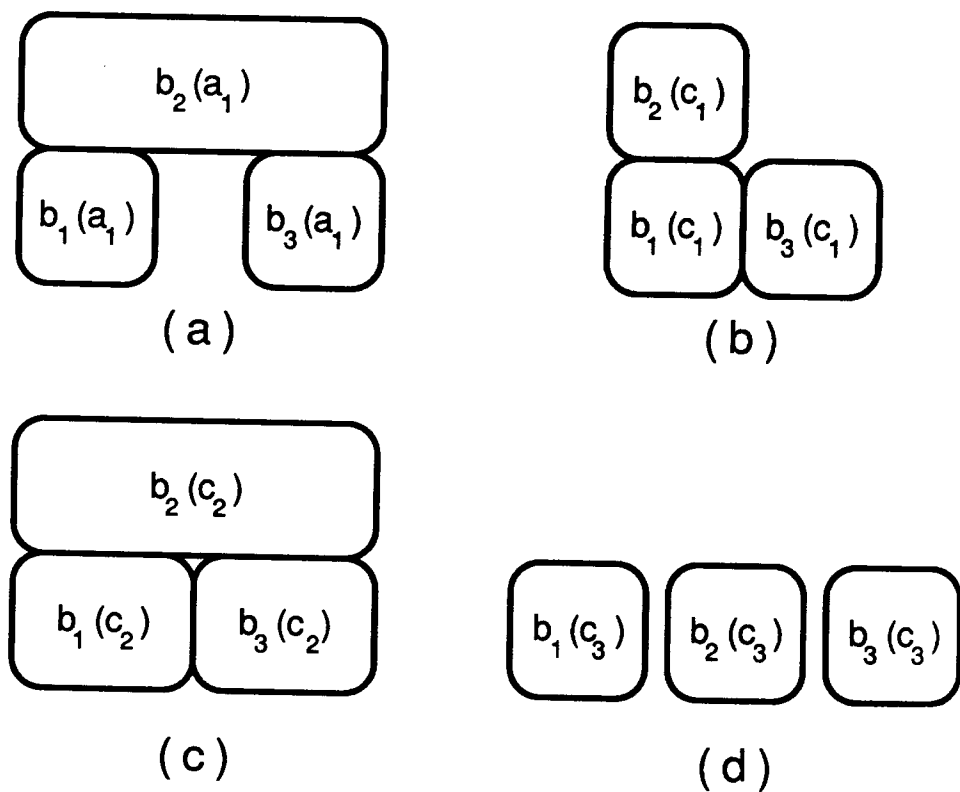 b₂(a₁)
b₁(a₁) b₃(a₁)
(a)
b₂(c₁)
b₁(c₁) b₃(c₁)
(b)
b₂(c₂)
b₁(c₂) b₃(c₂)
(c)
b₁(c₃) b₂(c₃) b₃(c₃)
(d)